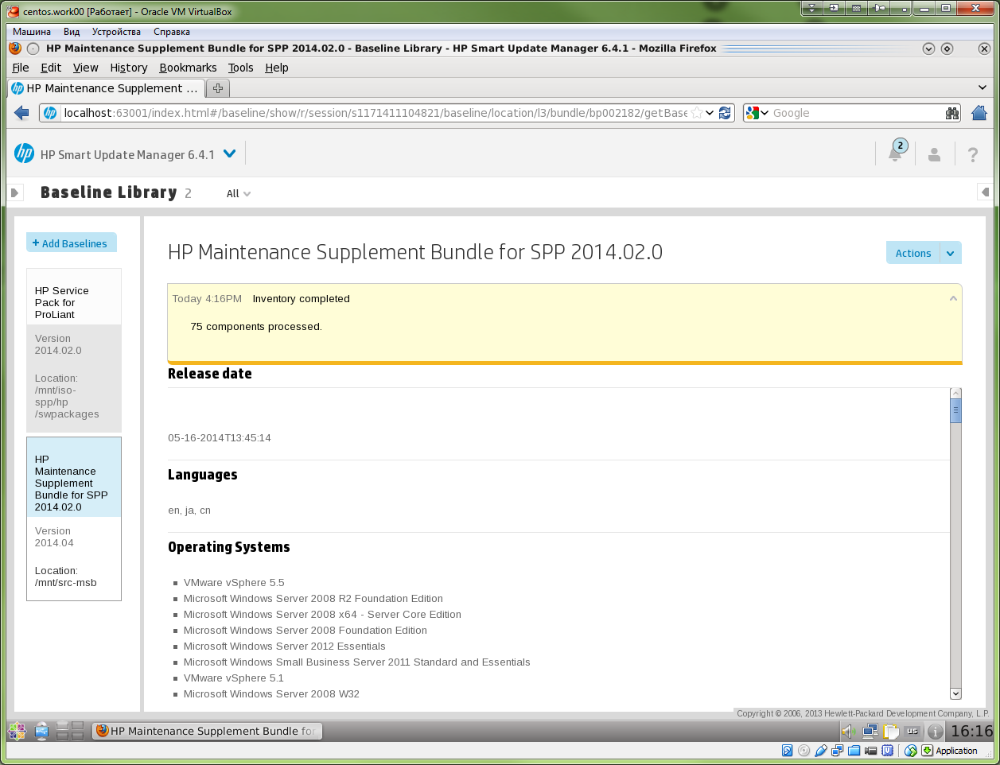 centos.work00 [Работает] - Oracle VM VirtualBox
Машина Вид Устройства Справка
HP Maintenance Supplement Bundle for SPP 2014.02.0 - Baseline Library - HP Smart Update Manager 6.4.1 - Mozilla Firefox
File Edit View History Bookmarks Tools Help
HP Maintenance Supplement ...
localhost:63001/index.html#/baseline/show/r/session/s1171411104821/baseline/location/l3/bundle/bp002182/getBase
Google
hp HP Smart Update Manager 6.4.1
2
?
Baseline Library 2 All
+ Add Baselines
HP Service
Pack for
ProLiant
Version
2014.02.0
Location:
/mnt/iso-
spp/hp
/swpackages
HP
Maintenance
Supplement
Bundle for SPP
2014.02.0
Version
2014.04
Location:
/mnt/src-msb
HP Maintenance Supplement Bundle for SPP 2014.02.0
Actions
Today 4:16PM Inventory completed
75 components processed.
Release date
05-16-2014T13:45:14
Languages
en, ja, cn
Operating Systems
VMware vSphere 5.5
Microsoft Windows Server 2008 R2 Foundation Edition
Microsoft Windows Server 2008 x64 - Server Core Edition
Microsoft Windows Server 2008 Foundation Edition
Microsoft Windows Server 2012 Essentials
Microsoft Windows Small Business Server 2011 Standard and Essentials
VMware vSphere 5.1
Microsoft Windows Server 2008 W32
Copyright © 2006, 2013 Hewlett-Packard Development Company, L.P.
HP Maintenance Supplement Bundle for
us
16:16
Application